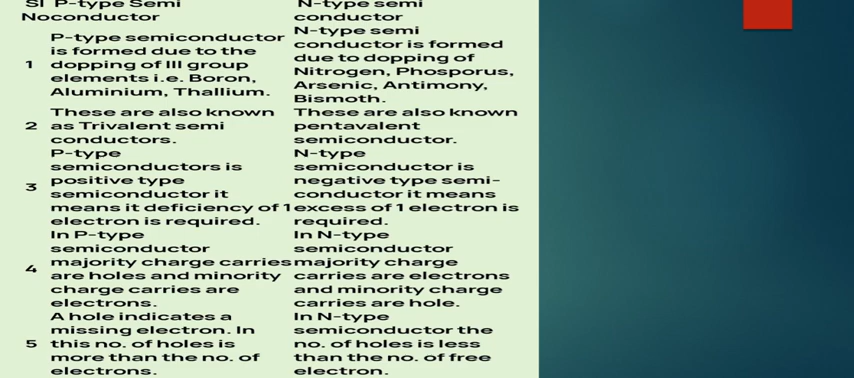 Sl
No
P-type Semi
conductor
N-type semi
conductor
1
P-type semiconductor
is formed due to the
dopping of III group
elements i.e. Boron,
Aluminium, Thallium.
N-type semi
conductor is formed
due to dopping of
Nitrogen, Phosporus,
Arsenic, Antimony,
Bismoth.
2
These are also known
as Trivalent semi
conductors.
These are also known
pentavalent
semiconductor.
3
P-type
semiconductors is
positive type
semiconductor it
means it deficiency of 1
electron is required.
N-type
semiconductor is
negative type semi-
conductor it means
excess of 1 electron is
required.
4
In P-type
semiconductor
majority charge carries
are holes and minority
charge carries are
electrons.
In N-type
semiconductor
majority charge
carries are electrons
and minority charge
carries are hole.
5
A hole indicates a
missing electron. In
this no. of holes is
more than the no. of
electrons.
In N-type
semiconductor the
no. of holes is less
than the no. of free
electron.